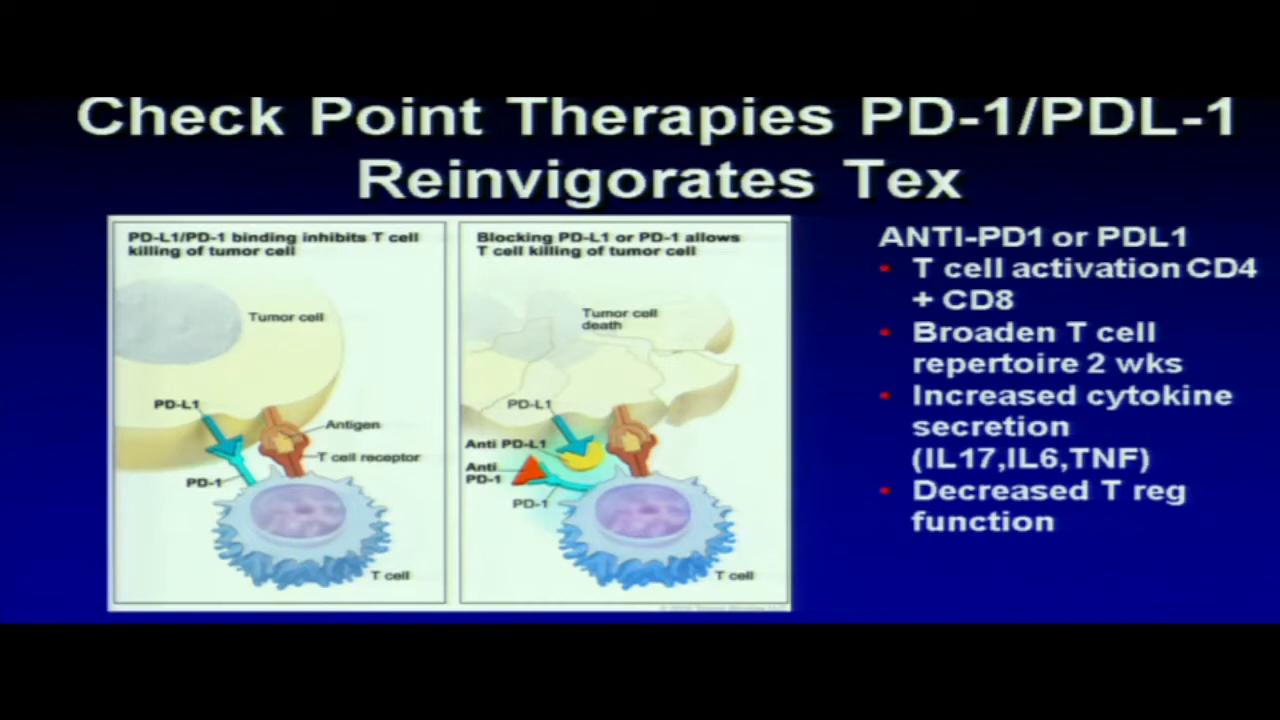 Check Point Therapies PD-1/PDL-1
Reinvigorates Tex
PD-L1/PD-1 binding inhibits T cell
killing of tumor cell
Tumor cell
PD-L1
Antigen
T cell receptor
PD-1
T cell
Blocking PD-L1 or PD-1 allows
T cell killing of tumor cell
Tumor cell
death
PD-L1
Anti PD-L1
Anti
PD-1
PD-1
T cell
ANTI-PD1 or PDL1
• T cell activation CD4
+ CD8
• Broaden T cell
repertoire 2 wks
• Increased cytokine
secretion
(IL17,IL6,TNF)
• Decreased T reg
function